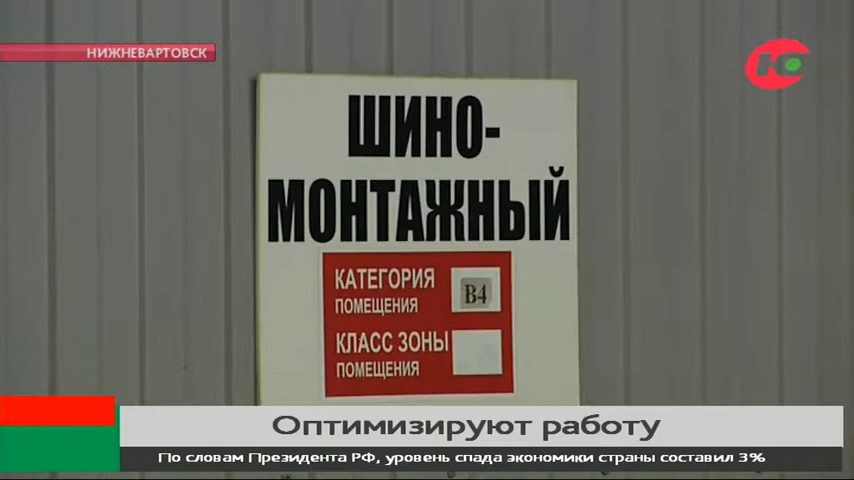 НИЖНЕВАРТОВСК
Ю
ШИНО-
МОНТАЖНЫЙ
КАТЕГОРИЯ
ПОМЕЩЕНИЯ
В4
КЛАСС ЗОНЫ
ПОМЕЩЕНИЯ
Оптимизируют работу
По словам Президента РФ, уровень спада экономики страны составил 3%